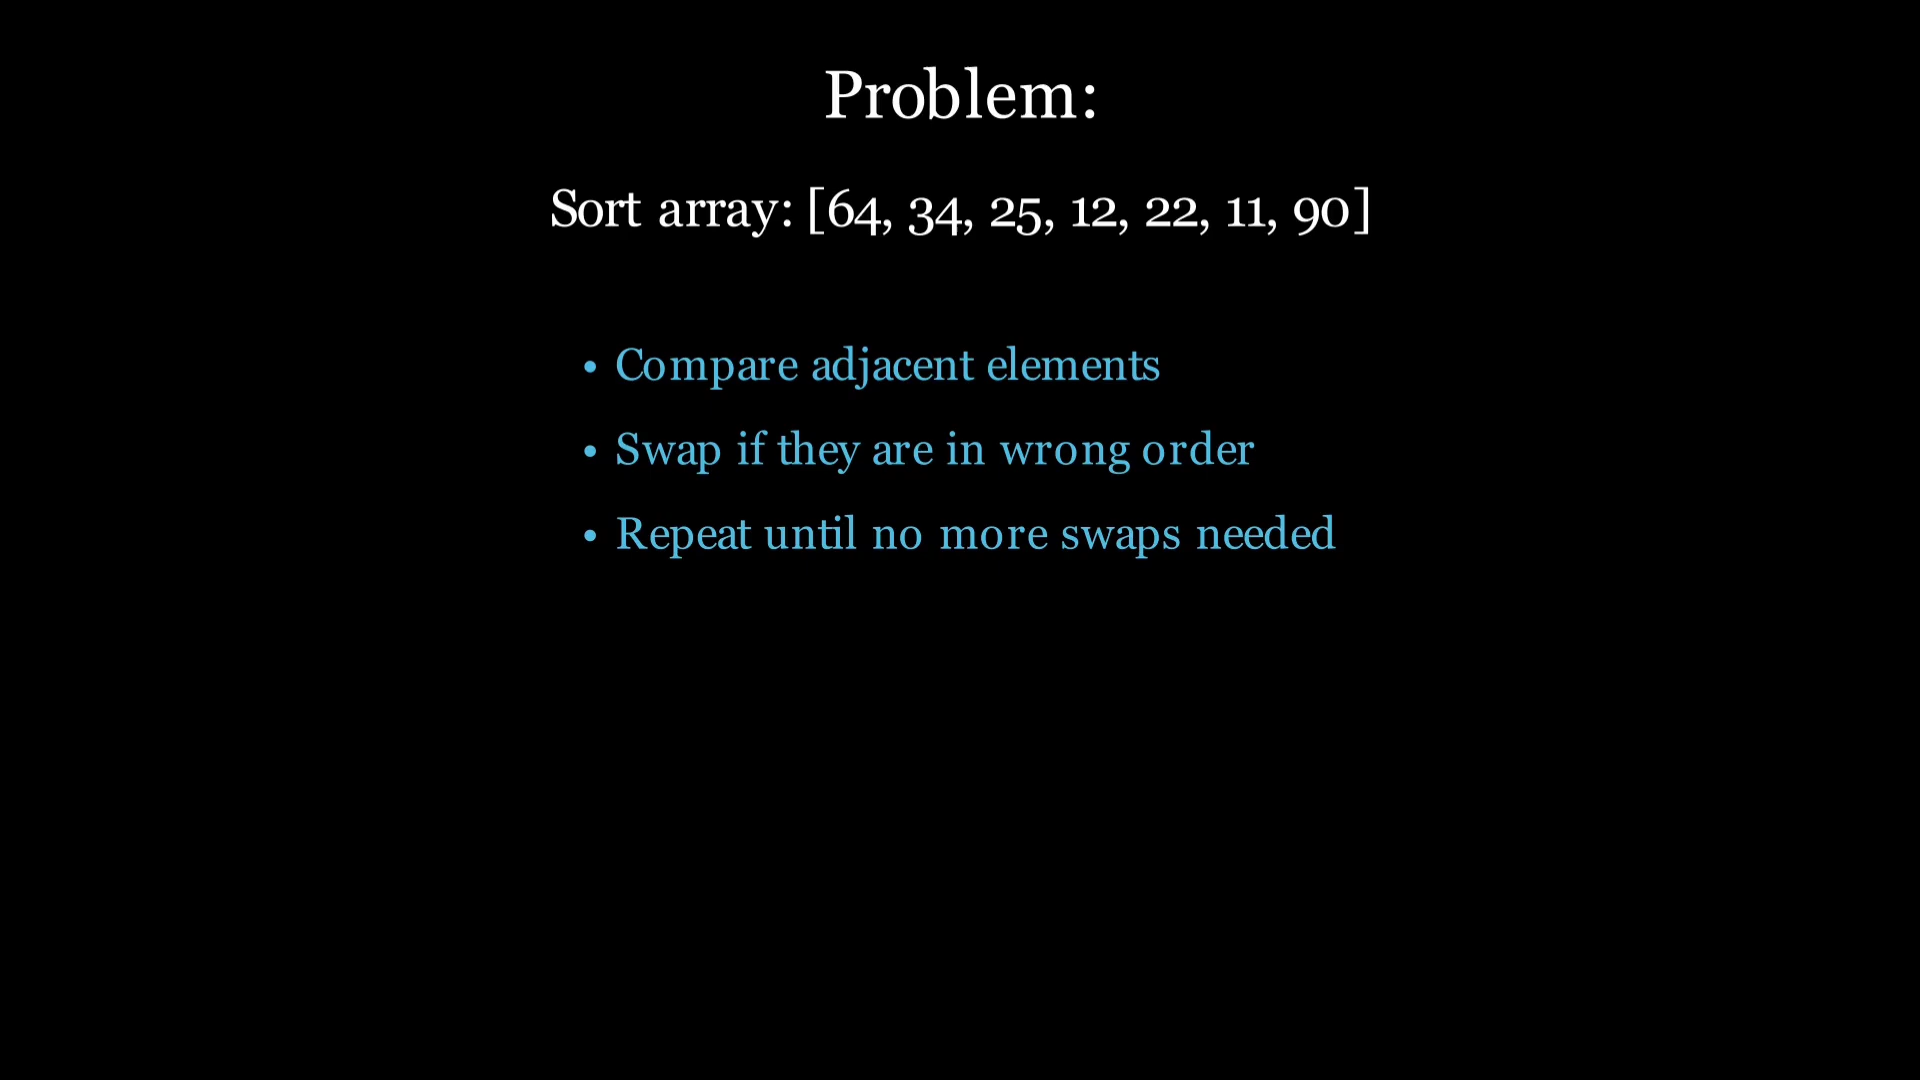 Problem:
Sort array: [64, 34, 25, 12, 22, 11, 90]
• Compare adjacent elements
• Swap if they are in wrong order
• Repeat until no more swaps needed